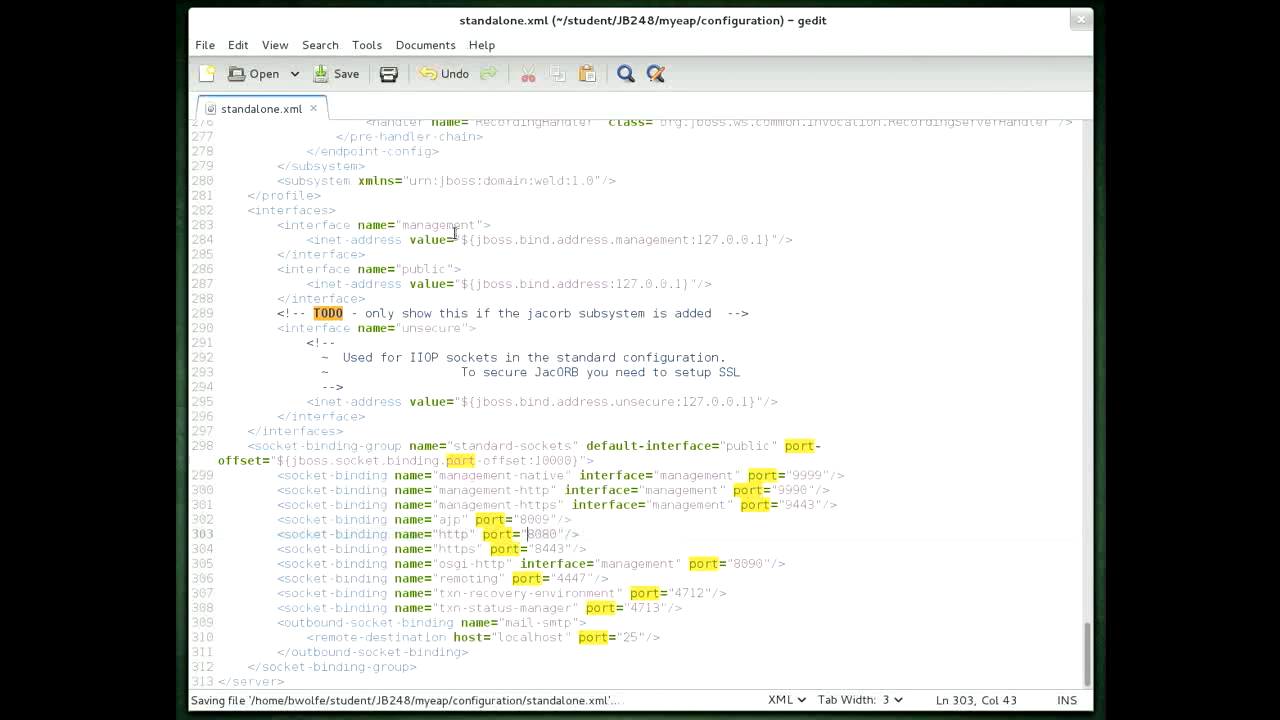 standalone.xml (~/student/JB248/myeap/configuration) – gedit
File Edit View Search Tools Documents Help
Open Save Undo
standalone.xml
276 <handler name="RecordingHandler" class="org.jboss.ws.common.invocation.RecordingServerHandler"/>
277 </pre-handler-chain>
278 </endpoint-config>
279 </subsystem>
280 <subsystem xmlns="urn:jboss:domain:weld:1.0"/>
281 </profile>
282 <interfaces>
283 <interface name="management">
284 <inet-address value="${jboss.bind.address.management:127.0.0.1}"/>
285 </interface>
286 <interface name="public">
287 <inet-address value="${jboss.bind.address:127.0.0.1}"/>
288 </interface>
289 <!-- TODO - only show this if the jacorb subsystem is added -->
290 <interface name="unsecure">
291 <!--
292 ~ Used for IIOP sockets in the standard configuration.
293 ~ To secure JacORB you need to setup SSL
294 -->
295 <inet-address value="${jboss.bind.address.unsecure:127.0.0.1}"/>
296 </interface>
297 </interfaces>
298 <socket-binding-group name="standard-sockets" default-interface="public" port-
offset="${jboss.socket.binding.port-offset:10000}">
299 <socket-binding name="management-native" interface="management" port="9999"/>
300 <socket-binding name="management-http" interface="management" port="9990"/>
301 <socket-binding name="management-https" interface="management" port="9443"/>
302 <socket-binding name="ajp" port="8009"/>
303 <socket-binding name="http" port="8080"/>
304 <socket-binding name="https" port="8443"/>
305 <socket-binding name="osgi-http" interface="management" port="8090"/>
306 <socket-binding name="remoting" port="4447"/>
307 <socket-binding name="txn-recovery-environment" port="4712"/>
308 <socket-binding name="txn-status-manager" port="4713"/>
309 <outbound-socket-binding name="mail-smtp">
310 <remote-destination host="localhost" port="25"/>
311 </outbound-socket-binding>
312 </socket-binding-group>
313 </server>
Saving file '/home/bwolfe/student/JB248/myeap/configuration/standalone.xml'... XML Tab Width: 3 Ln 303, Col 43 INS